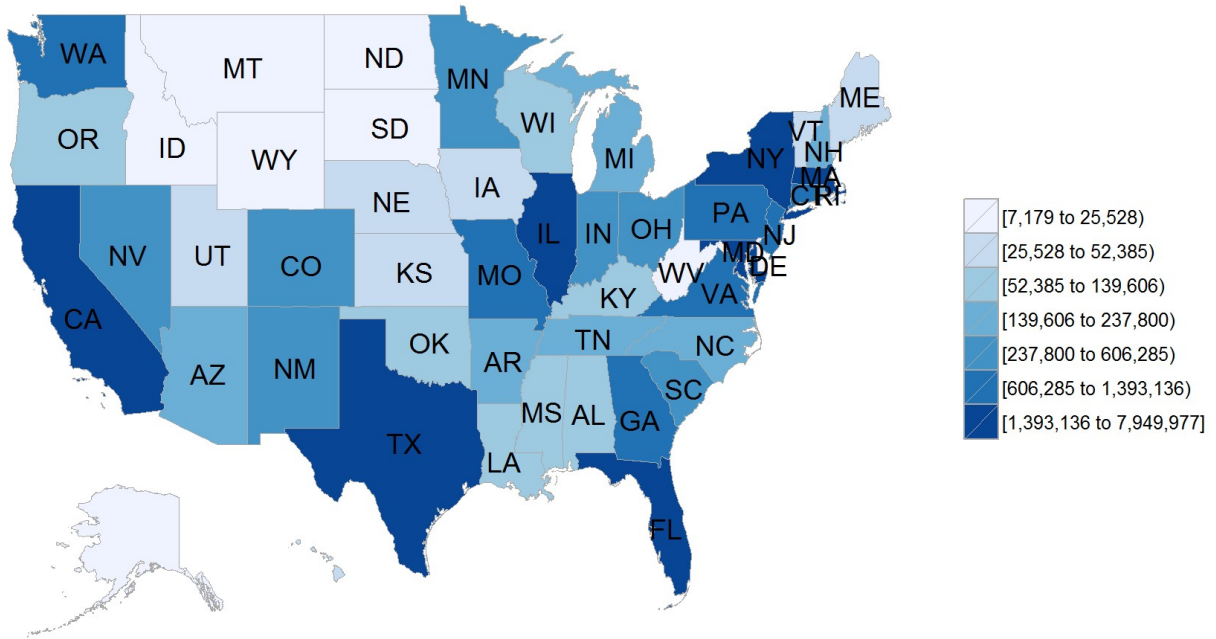 WA
MT
ND
MN
ME
OR
ID
SD
WI
VT
NH
WY
MI
NY
MA
CT
RI
IA
NE
PA
NJ
NV
UT
CO
KS
MO
IL
IN
OH
MD
DE
WV
VA
KY
CA
OK
TN
NC
AZ
NM
AR
SC
TX
LA
MS
AL
GA
FL
[7,179 to 25,528)
[25,528 to 52,385)
[52,385 to 139,606)
[139,606 to 237,800)
[237,800 to 606,285)
[606,285 to 1,393,136)
[1,393,136 to 7,949,977]